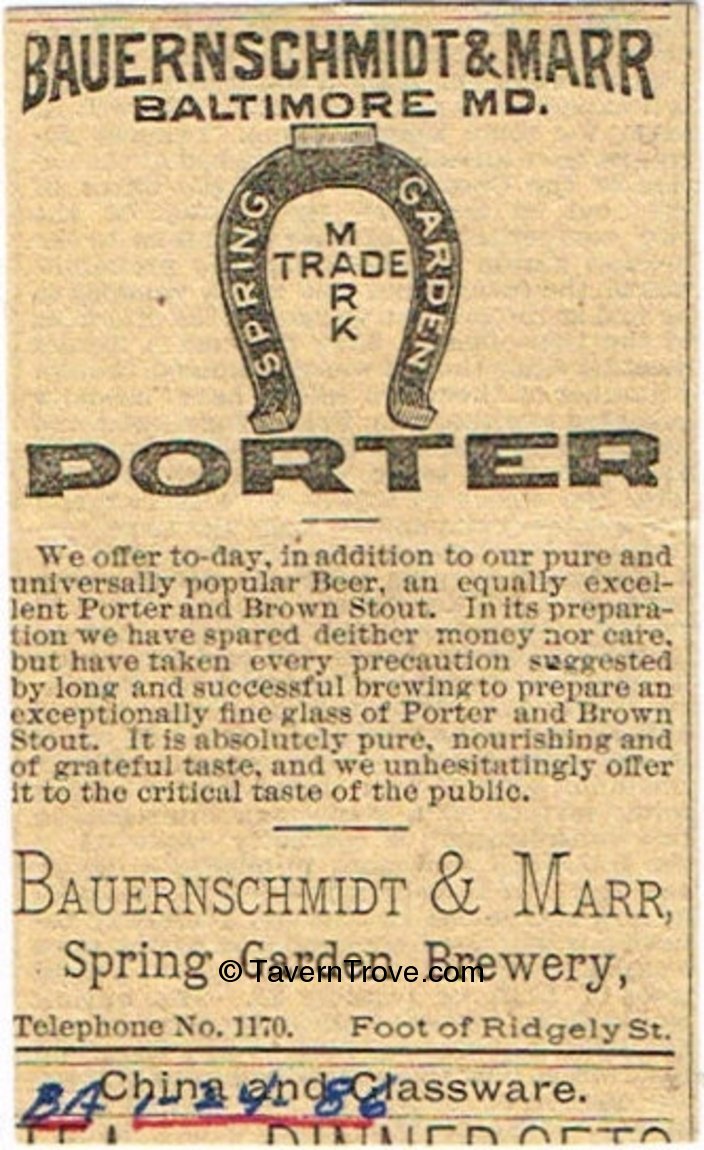 BAUERNSCHMIDT & MARR
BALTIMORE MD.
SPRING GARDEN
TRADE
MARK
PORTER
We offer to-day, in addition to our pure and
universally popular Beer, an equally excel-
lent Porter and Brown Stout. In its prepara-
tion we have spared deither money nor care,
but have taken every precaution suggested
by long and successful brewing to prepare an
exceptionally fine glass of Porter and Brown
Stout. It is absolutely pure, nourishing and
of grateful taste, and we unhesitatingly offer
it to the critical taste of the public.
BAUERNSCHMIDT & MARR,
Spring Garden Brewery,
© TavernTrove.com
Telephone No. 1170. Foot of Ridgely St.
China and Glassware.
BA 1-24-86